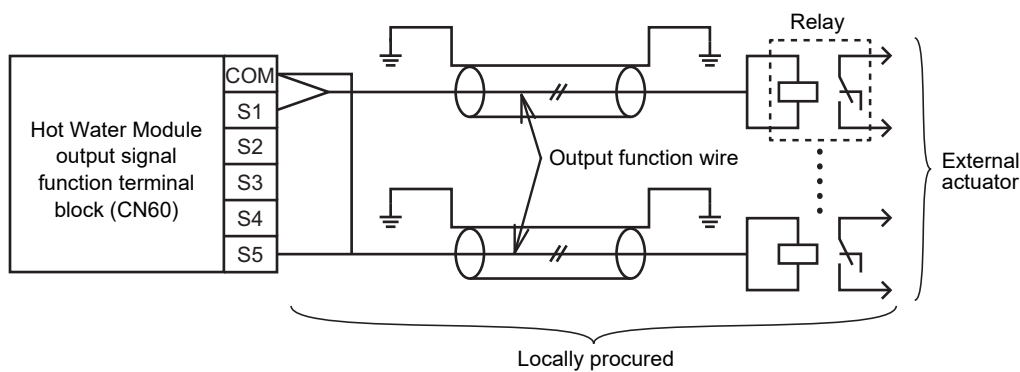 Relay
COM
S1
S2
S3
S4
S5
Hot Water Module
output signal
function terminal
block (CN60)
Output function wire
External
actuator
Locally procured